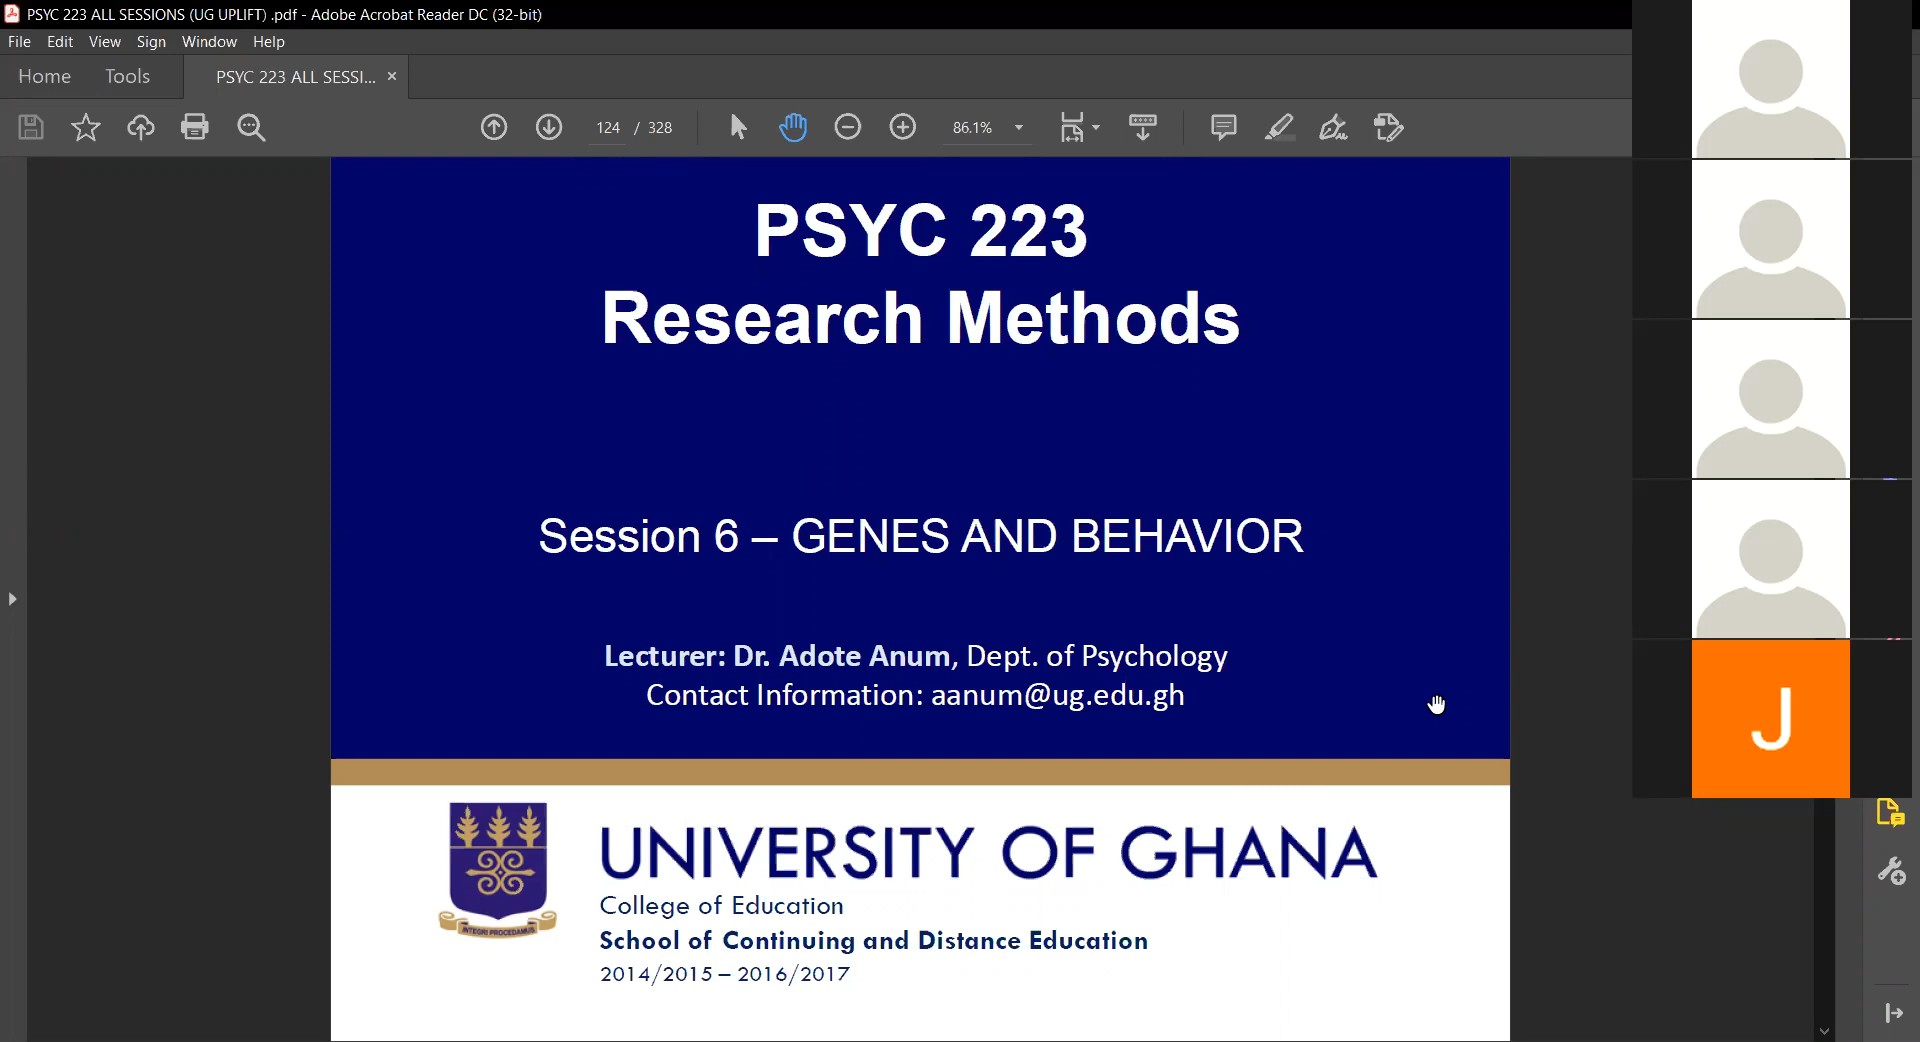 PSYC 223 ALL SESSIONS (UG UPLIFT) .pdf - Adobe Acrobat Reader DC (32-bit)
File Edit View Sign Window Help
Home Tools PSYC 223 ALL SESSI... ×
124 / 328 86.1%
PSYC 223
Research Methods
Session 6 – GENES AND BEHAVIOR
Lecturer: Dr. Adote Anum, Dept. of Psychology
Contact Information: aanum@ug.edu.gh
J
INTEGRI PROCEDAMUS
UNIVERSITY OF GHANA
College of Education
School of Continuing and Distance Education
2014/2015 – 2016/2017